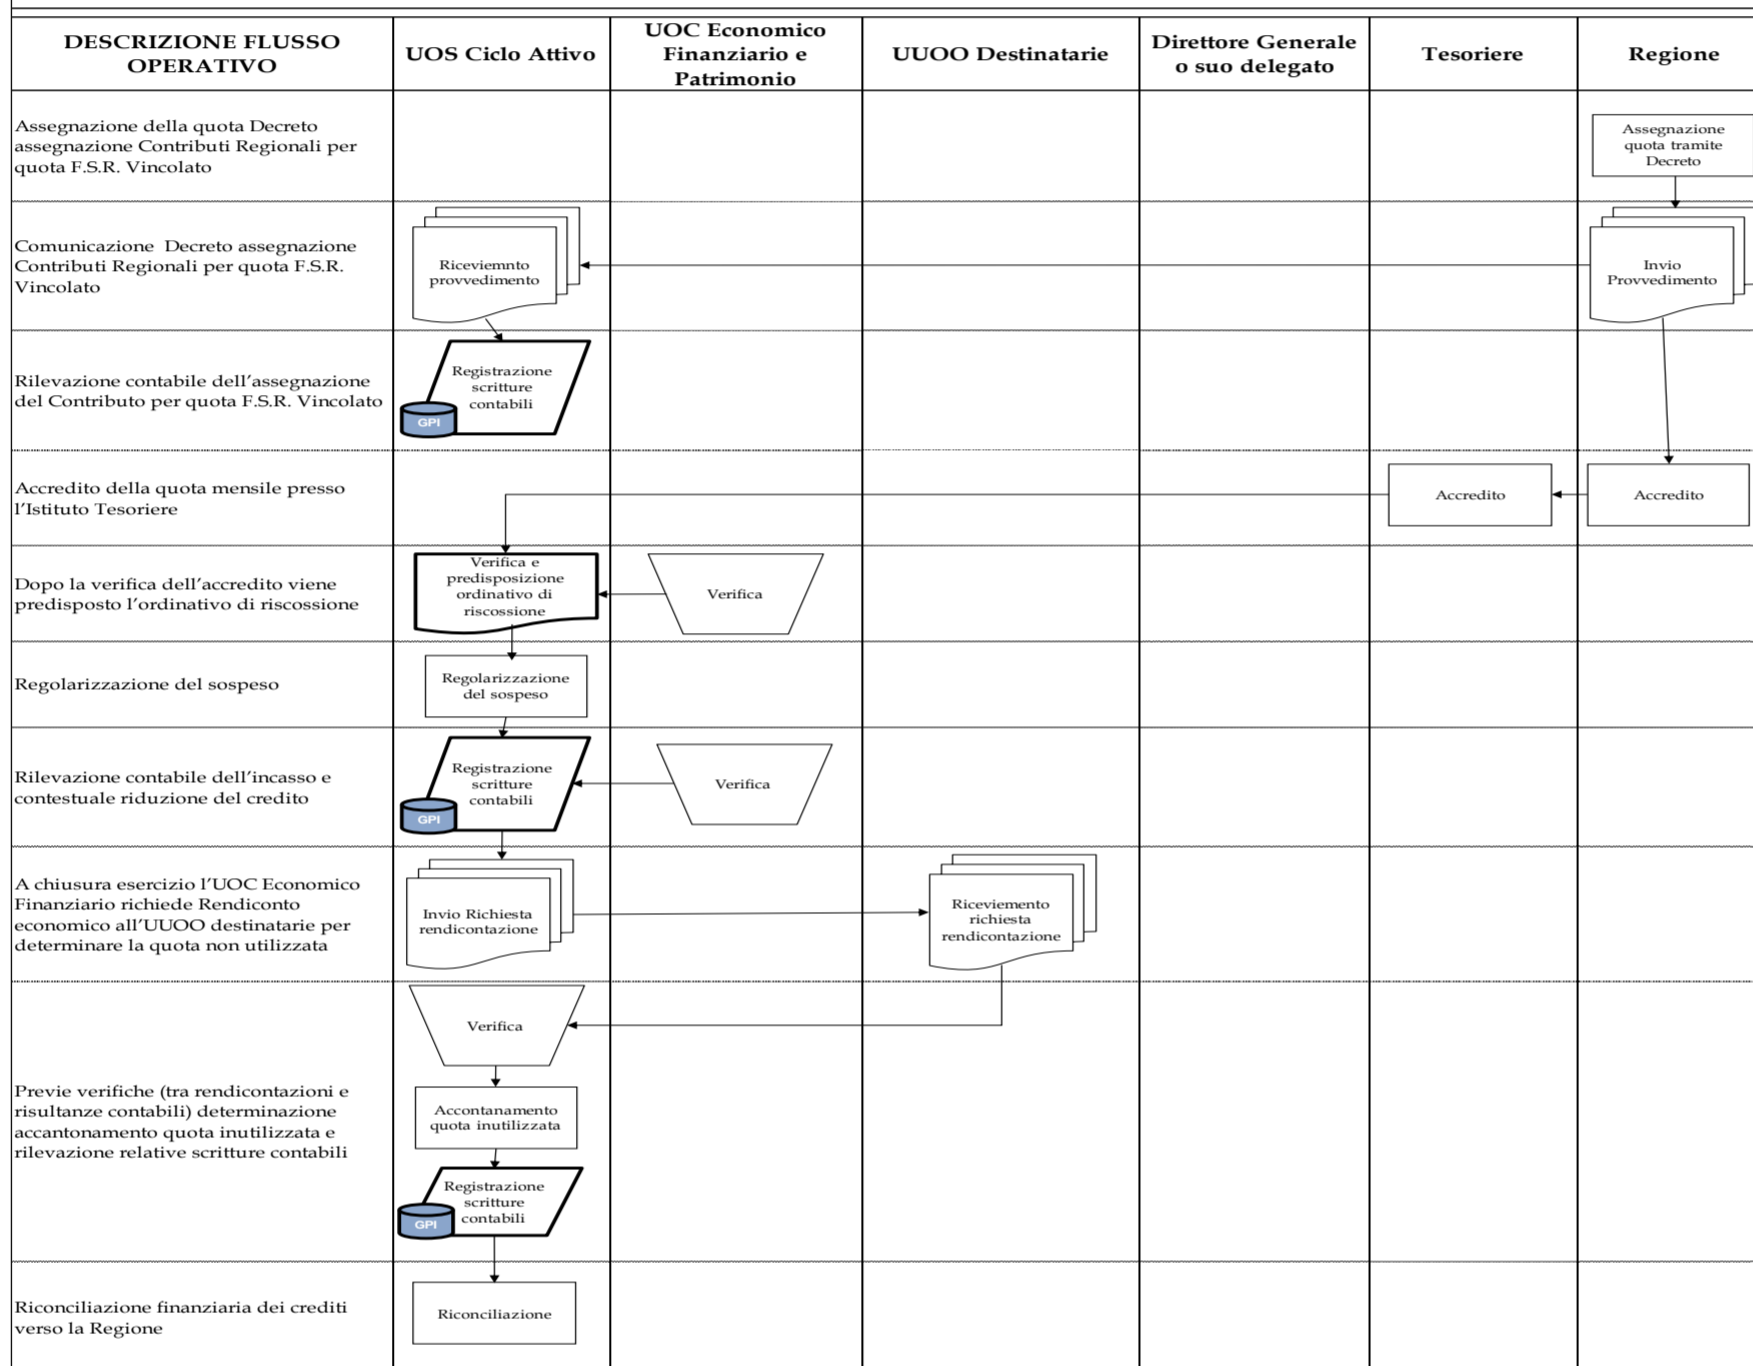 DESCRIZIONE FLUSSO
OPERATIVO
UOS Ciclo Attivo
UOC Economico
Finanziario e
Patrimonio
UUOO Destinatarie
Direttore Generale
o suo delegato
Tesoriere
Regione
Assegnazione della quota Decreto
assegnazione Contributi Regionali per
quota F.S.R. Vincolato
Assegnazione
quota tramite
Decreto
Comunicazione  Decreto assegnazione
Contributi Regionali per quota F.S.R.
Vincolato
Riceviemnto
provvedimento
Invio
Provvedimento
Rilevazione contabile dell'assegnazione
del Contributo per quota F.S.R. Vincolato
Registrazione
scritture
contabili
GPI
Accredito della quota mensile presso
l'Istituto Tesoriere
Accredito
Accredito
Dopo la verifica dell'accredito viene
predisposto l'ordinativo di riscossione
Verifica e
predisposizione
ordinativo di
riscossione
Verifica
Regolarizzazione del sospeso
Regolarizzazione
del sospeso
Rilevazione contabile dell'incasso e
contestuale riduzione del credito
Registrazione
scritture
contabili
GPI
Verifica
A chiusura esercizio l'UOC Economico
Finanziario richiede Rendiconto
economico all'UUOO destinatarie per
determinare la quota non utilizzata
Invio Richiesta
rendicontazione
Riceviemento
richiesta
rendicontazione
Previe verifiche (tra rendicontazioni e
risultanze contabili) determinazione
accantonamento quota inutilizzata e
rilevazione relative scritture contabili
Verifica
Accontanamento
quota inutilizzata
Registrazione
scritture
contabili
GPI
Riconciliazione finanziaria dei crediti
verso la Regione
Riconciliazione